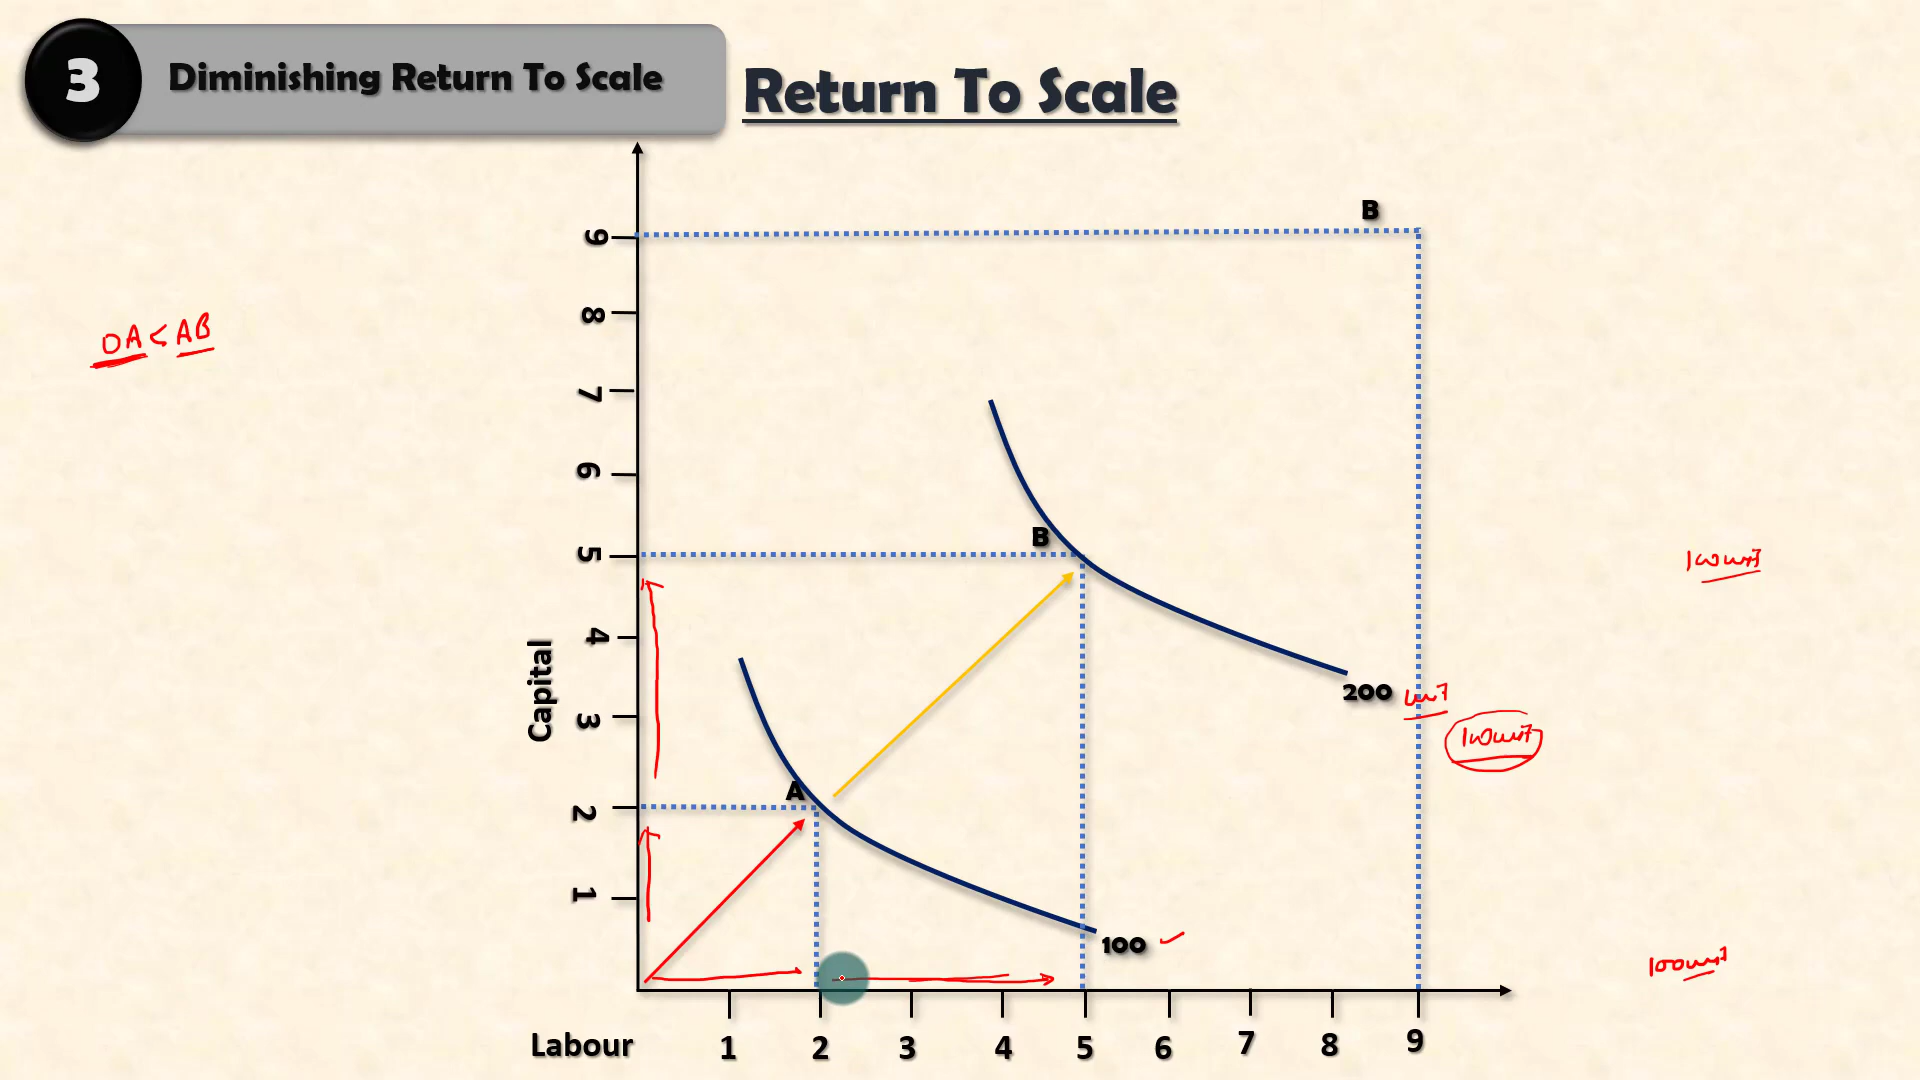 3
Diminishing Return To Scale
Return To Scale
B
9
8
OA < AB
7
6
5
B
4
Capital
200
3
A
2
1
100
Labour 1 2 3 4 5 6 7 8 9